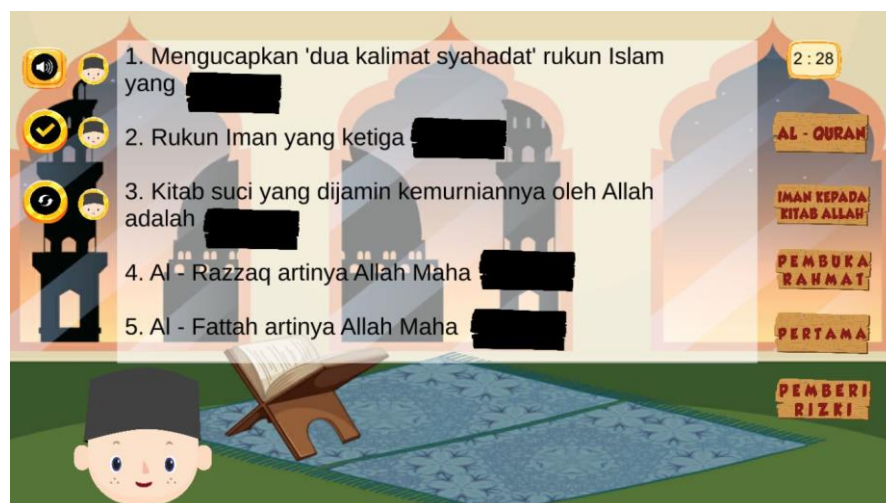 1. Mengucapkan 'dua kalimat syahadat' rukun Islam
yang
2. Rukun Iman yang ketiga
3. Kitab suci yang dijamin kemurniannya oleh Allah
adalah
4. Al - Razzaq artinya Allah Maha
5. Al - Fattah artinya Allah Maha
2 : 28
AL - QURAN
IMAN KEPADA
KITAB ALLAH
PEMBUKA
RAHMAT
PERTAMA
PEMBERI
RIZKI